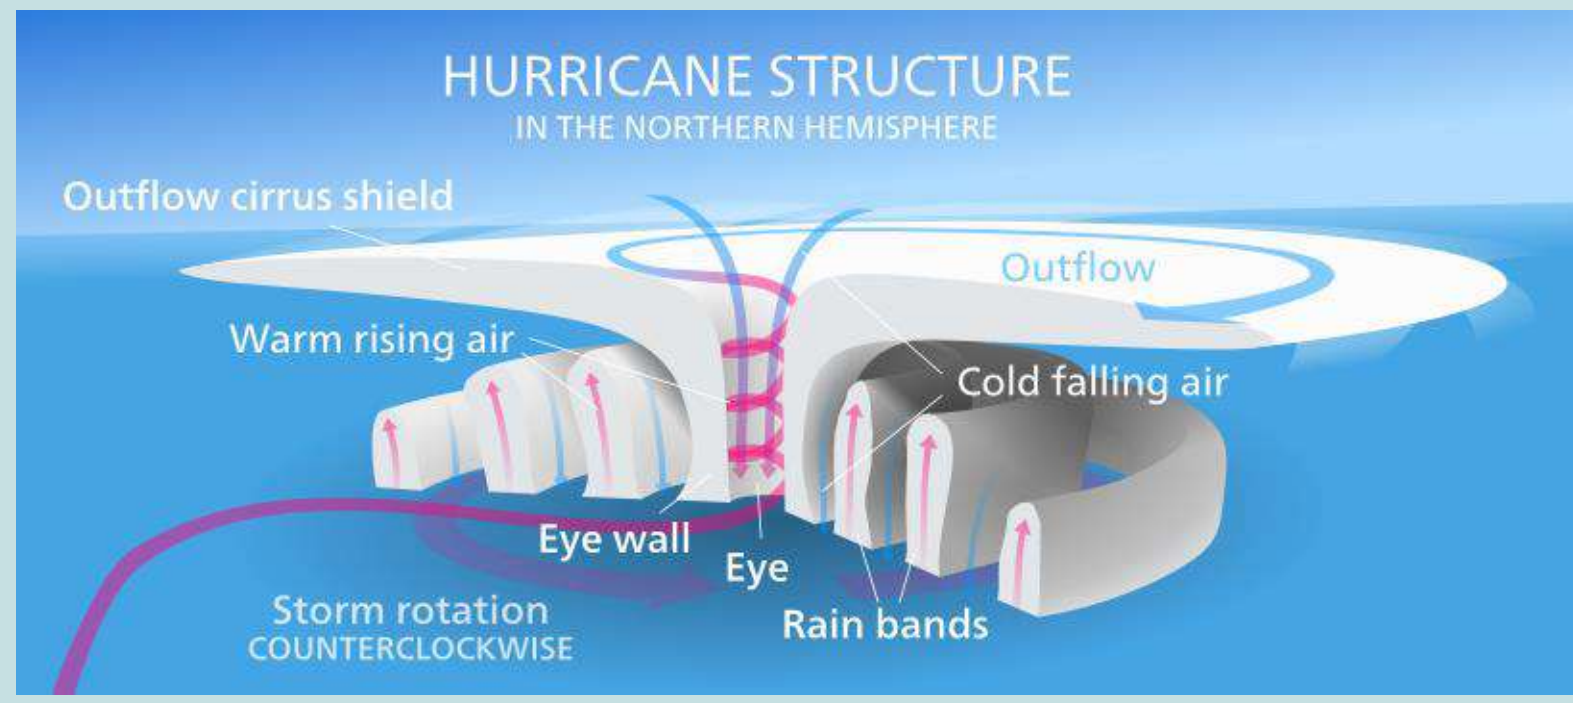 HURRICANE STRUCTURE
IN THE NORTHERN HEMISPHERE
Outflow cirrus shield
Outflow
Warm rising air
Cold falling air
Eye wall
Eye
Rain bands
Storm rotation
COUNTERCLOCKWISE